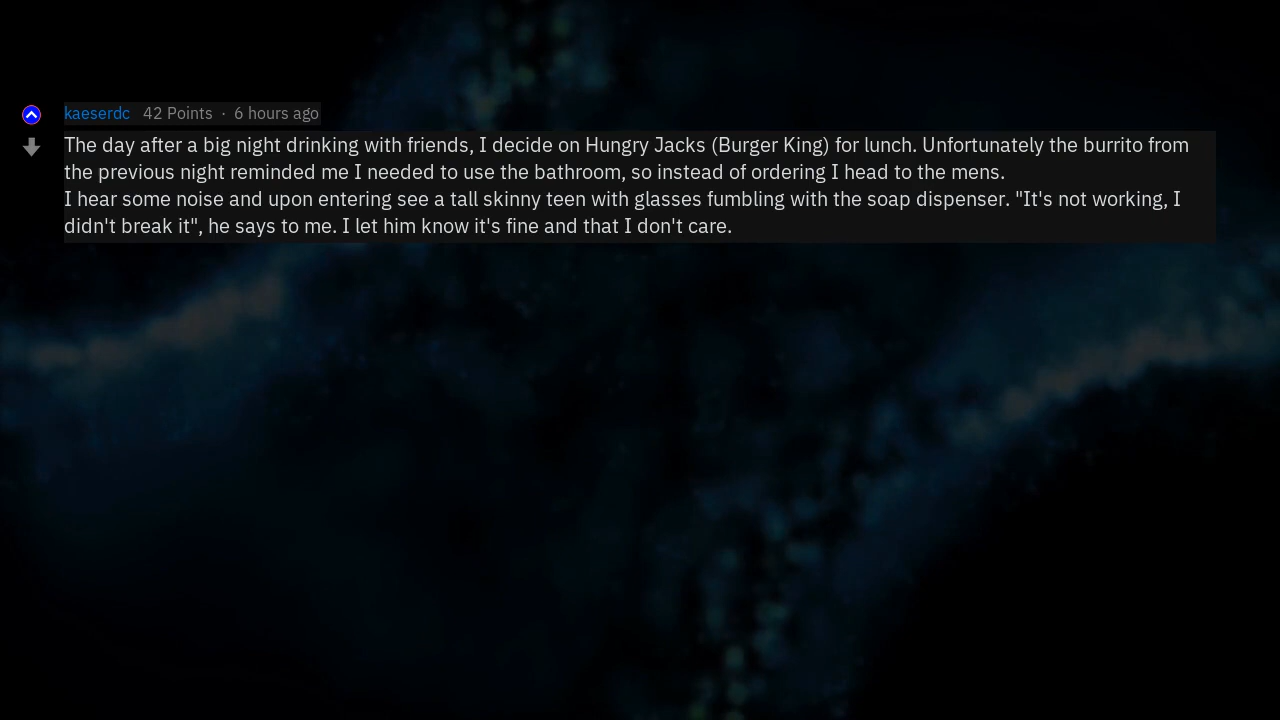 kaeserdc 42 Points · 6 hours ago
The day after a big night drinking with friends, I decide on Hungry Jacks (Burger King) for lunch. Unfortunately the burrito from
the previous night reminded me I needed to use the bathroom, so instead of ordering I head to the mens.
I hear some noise and upon entering see a tall skinny teen with glasses fumbling with the soap dispenser. "It's not working, I
didn't break it", he says to me. I let him know it's fine and that I don't care.